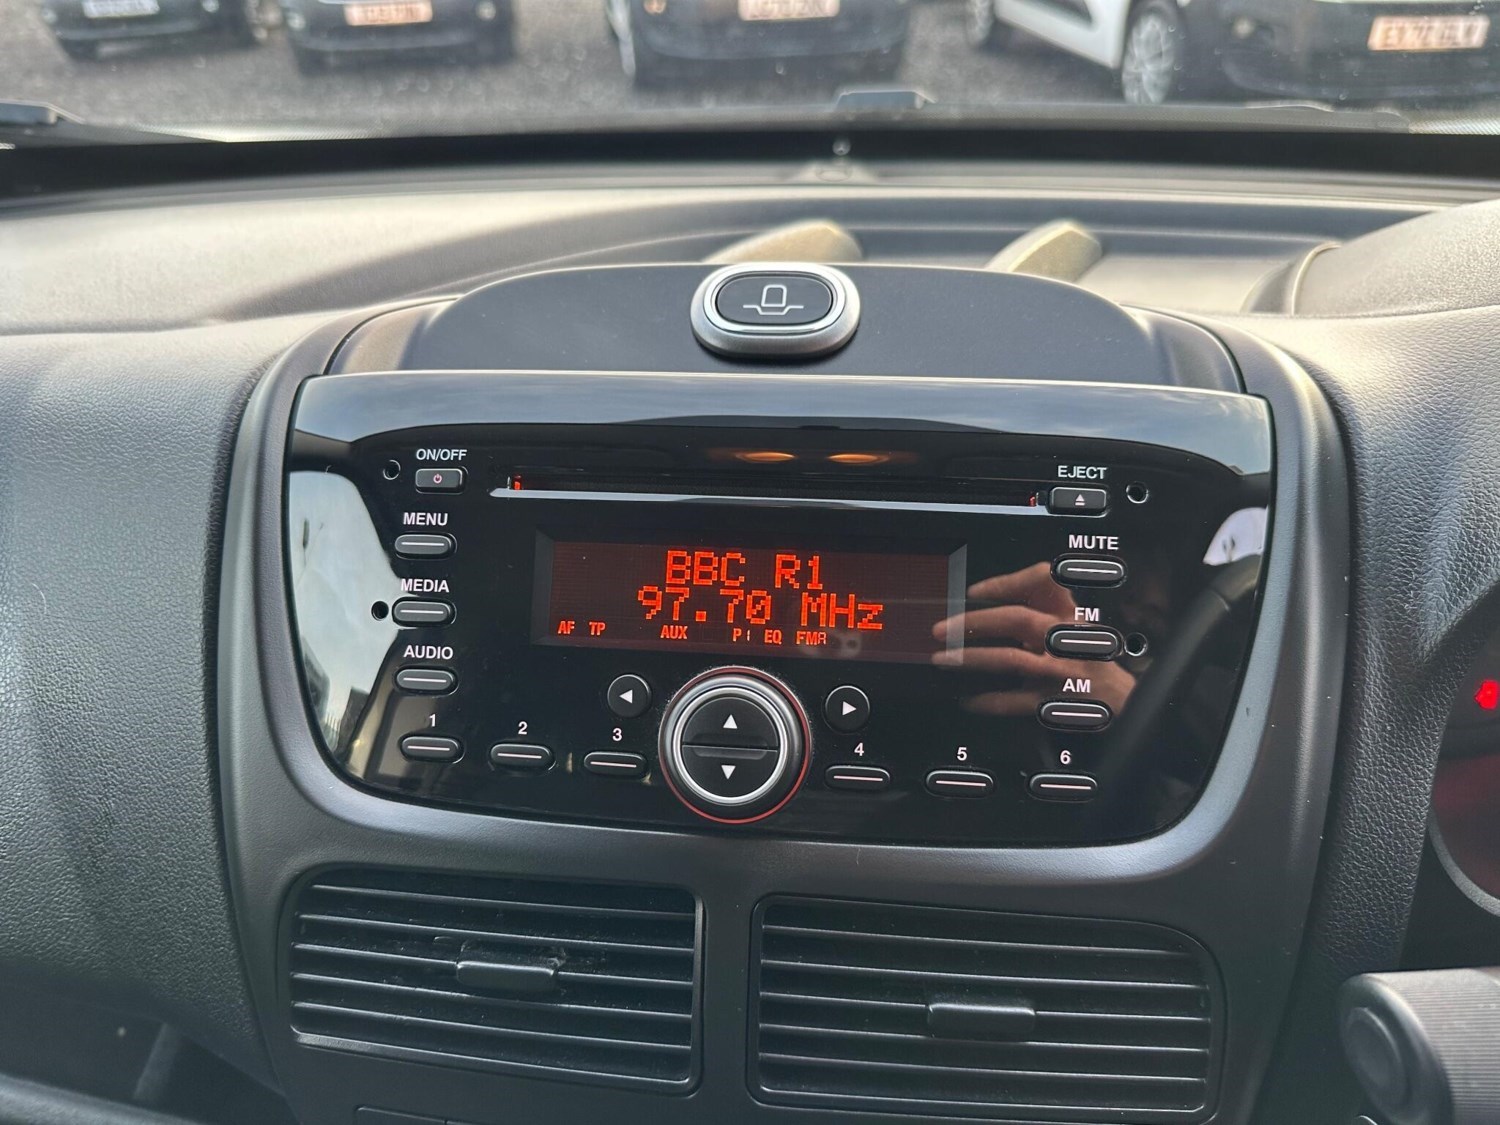 ON/OFF
EJECT
MENU
MUTE
MEDIA
FM
AUDIO
AM
BBC R1
97.70 MHz
AF TP AUX EQ
1
2
3
4
5
6